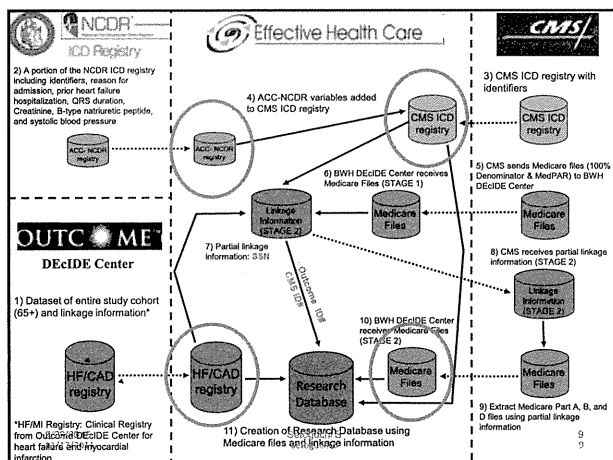 NCDR
ICD Registry
Effective Health Care
CMS
2) A portion of the NCDR ICD registry
including identifiers, reason for
admission, prior heart failure
hospitalization, QRS duration,
Creatinine, B-type natriuretic peptide,
and systolic blood pressure
ACC- NCDR
registry
ACC- NCDR
registry
4) ACC-NCDR variables added
to CMS ICD registry
CMS ICD
registry
3) CMS ICD registry with
identifiers
CMS ICD
registry
6) BWH DEcIDE Center receives
Medicare Files (STAGE 1)
Linkage
Information
(STAGE 2)
Medicare
Files
5) CMS sends Medicare files (100%
Denominator & MedPAR) to BWH
DEcIDE Center
Medicare
Files
7) Partial linkage
information: SSN
OUTCOME™
DEcIDE Center
1) Dataset of entire study cohort
(65+) and linkage information*
HF/CAD
registry
HF/CAD
registry
Outcome ID#
CMS ID#
8) CMS receives partial linkage
information (STAGE 2)
Linkage
Information
(STAGE 2)
10) BWH DEcIDE Center
receives Medicare Files
(STAGE 2)
Medicare
Files
Medicare
Files
Research
Database
9) Extract Medicare Part A, B, and
D files using partial linkage
information
11) Creation of Research Database using
Medicare files and linkage information
*HF/MI Registry: Clinical Registry
from Outcome DEcIDE Center for
heart failure and myocardial
infarction
9
9